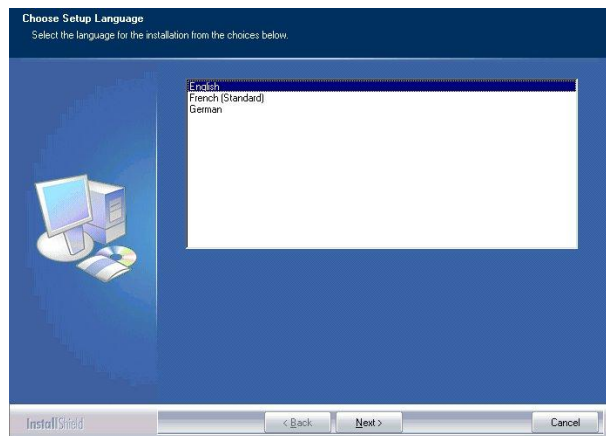 Choose Setup Language
Select the language for the installation from the choices below.
English
French (Standard)
German
InstallShield
< Back
Next >
Cancel